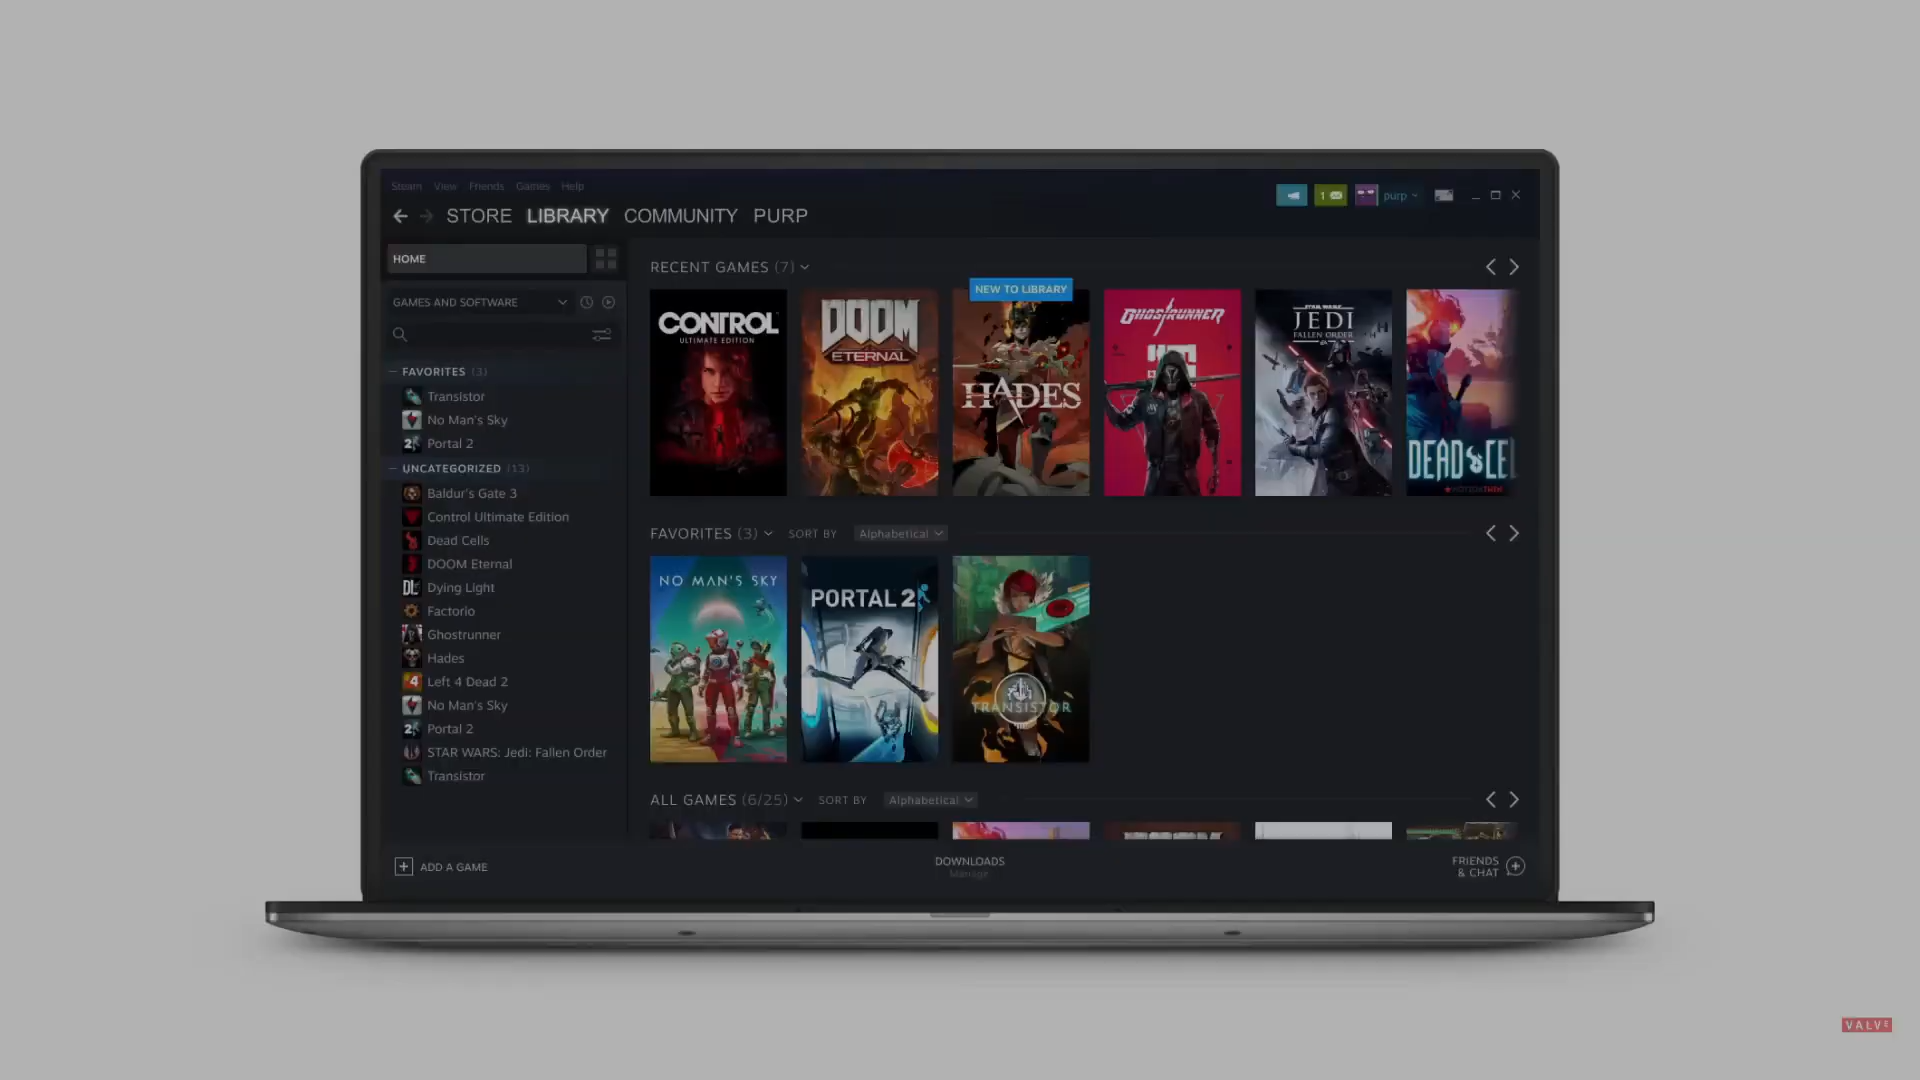 Steam View Friends Games Help
1
purp
STORE LIBRARY COMMUNITY PURP
HOME
GAMES AND SOFTWARE
FAVORITES (3)
Transistor
No Man's Sky
Portal 2
UNCATEGORIZED (13)
Baldur's Gate 3
Control Ultimate Edition
Dead Cells
DOOM Eternal
Dying Light
Factorio
Ghostrunner
Hades
Left 4 Dead 2
No Man's Sky
Portal 2
STAR WARS: Jedi: Fallen Order
Transistor
RECENT GAMES (7)
NEW TO LIBRARY
CONTROL
ULTIMATE EDITION
DOOM
ETERNAL
HADES
GHOSTRUNNER
STAR WARS
JEDI
FALLEN ORDER
DEAD CEL
MOTION TWIN
FAVORITES (3) SORT BY Alphabetical
NO MAN'S SKY
PORTAL 2
TRANSISTOR
ALL GAMES (6/25) SORT BY Alphabetical
ADD A GAME
DOWNLOADS
Manage
FRIENDS
& CHAT
VALVE